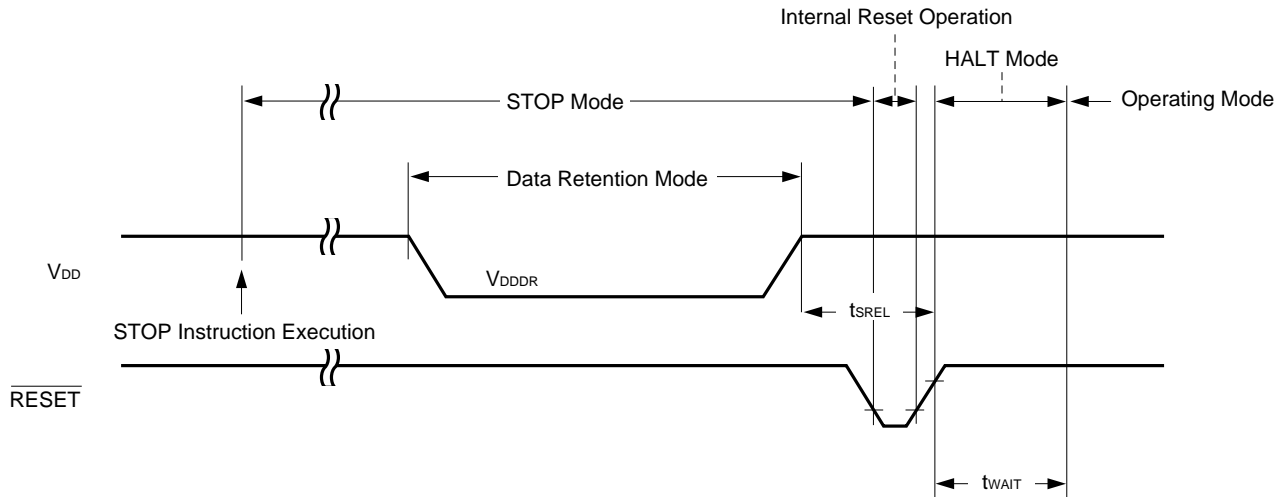 Internal Reset Operation
HALT Mode
STOP Mode
Operating Mode
Data Retention Mode
VDD
VDDDR
tSREL
STOP Instruction Execution
RESET
tWAIT